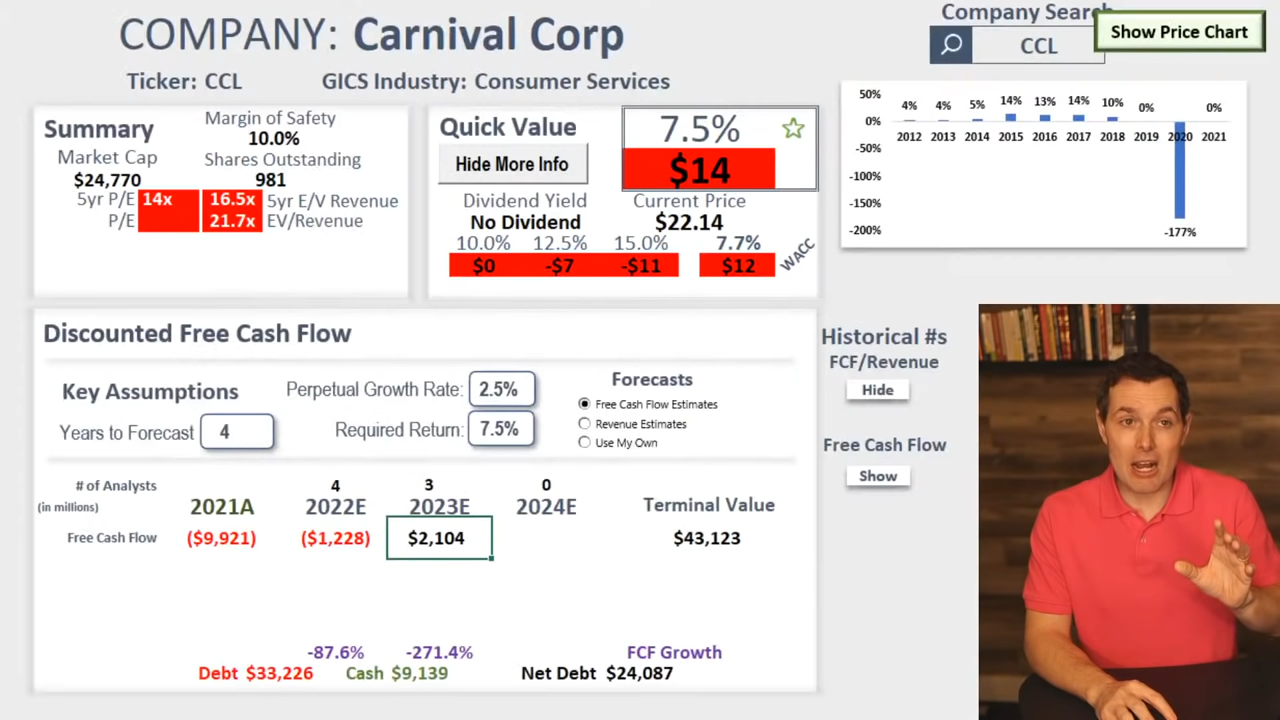 COMPANY: Carnival Corp
Ticker: CCL GICS Industry: Consumer Services
Company Search
CCL
Show Price Chart
Summary
Margin of Safety
10.0%
Market Cap Shares Outstanding
$24,770 981
5yr P/E 14x 16.5x 5yr E/V Revenue
P/E 21.7x EV/Revenue
Quick Value
Hide More Info
7.5%
$14
Dividend Yield Current Price
No Dividend $22.14
10.0% 12.5% 15.0% 7.7%
$0 -$7 -$11 $12 WACC
50%
0%
-50%
-100%
-150%
-200%
4% 4% 5% 14% 13% 14% 10% 0% 0%
2012 2013 2014 2015 2016 2017 2018 2019 2020 2021
-177%
Discounted Free Cash Flow
Key Assumptions
Years to Forecast 4
Perpetual Growth Rate: 2.5%
Required Return: 7.5%
Forecasts
Free Cash Flow Estimates
Revenue Estimates
Use My Own
Historical #s
FCF/Revenue
Hide
Free Cash Flow
Show
# of Analysts 4 3 0
(in millions) 2021A 2022E 2023E 2024E Terminal Value
Free Cash Flow ($9,921) ($1,228) $2,104 $43,123
-87.6% -271.4% FCF Growth
Debt $33,226 Cash $9,139 Net Debt $24,087